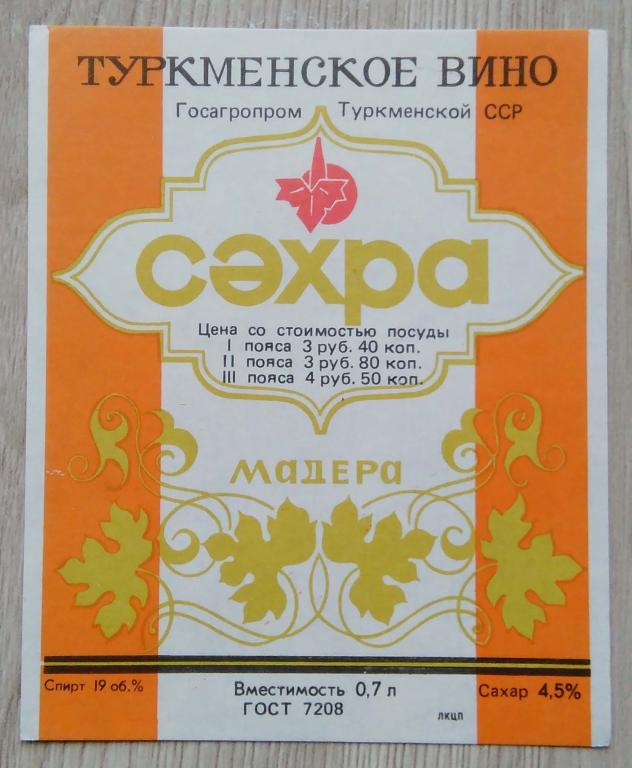 ТУРКМЕНСКОЕ ВИНО
Госагропром Туркменской ССР
сәхра
Цена со стоимостью посуды
I пояса 3 руб. 40 коп.
II пояса 3 руб. 80 коп.
III пояса 4 руб. 50 коп.
МАДЕРА
Спирт 19 об.% Вместимость 0,7 л Сахар 4,5%
ГОСТ 7208
ЛКЦП